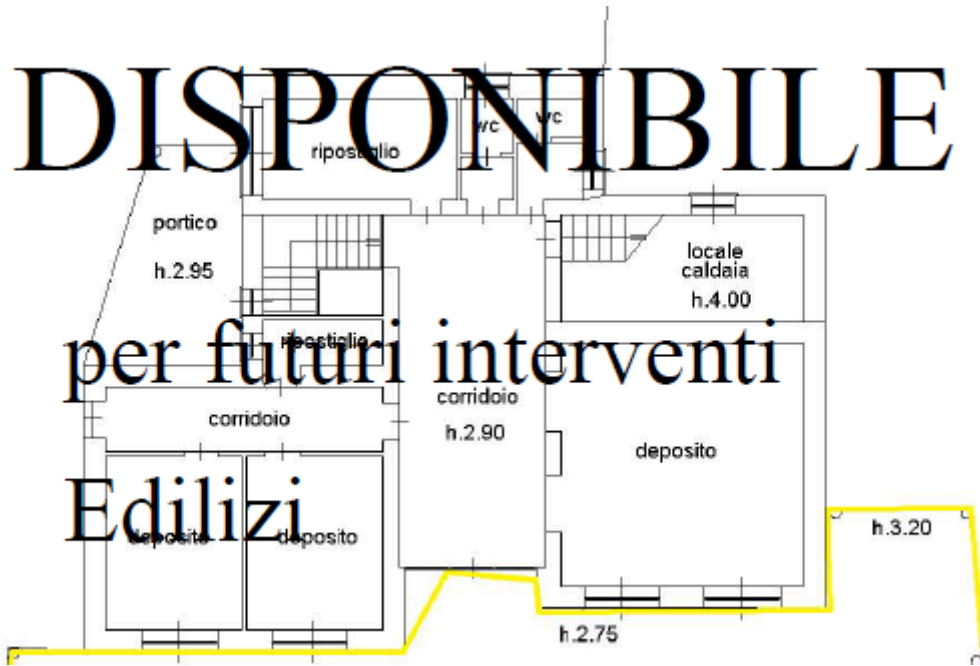 DISPONIBILE
wc
wc
ripostiglio
portico
h.2.95
locale
caldaia
h.4.00
ripostiglio
per futuri interventi
corridoio
h.2.90
corridoio
deposito
Edilizi
deposito
deposito
h.3.20
h.2.75